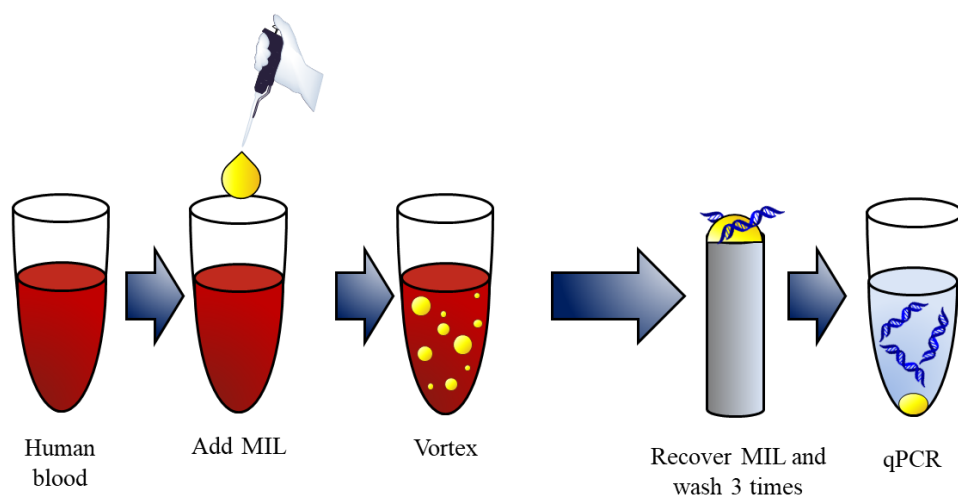 Human
blood
Add MIL
Vortex
Recover MIL and
wash 3 times
qPCR